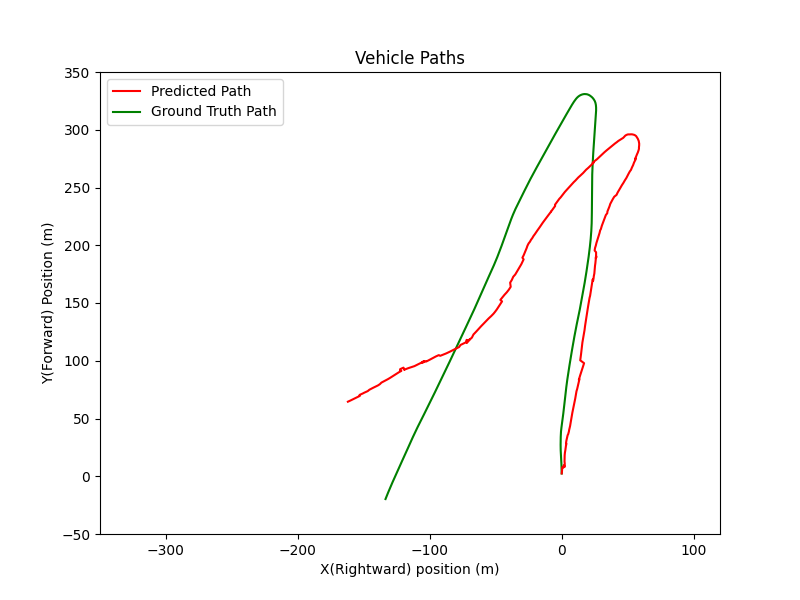 Vehicle Paths
Predicted Path
Ground Truth Path
350
300
250
200
150
100
50
0
−50
Y(Forward) Position (m)
−300
−200
−100
0
100
X(Rightward) position (m)